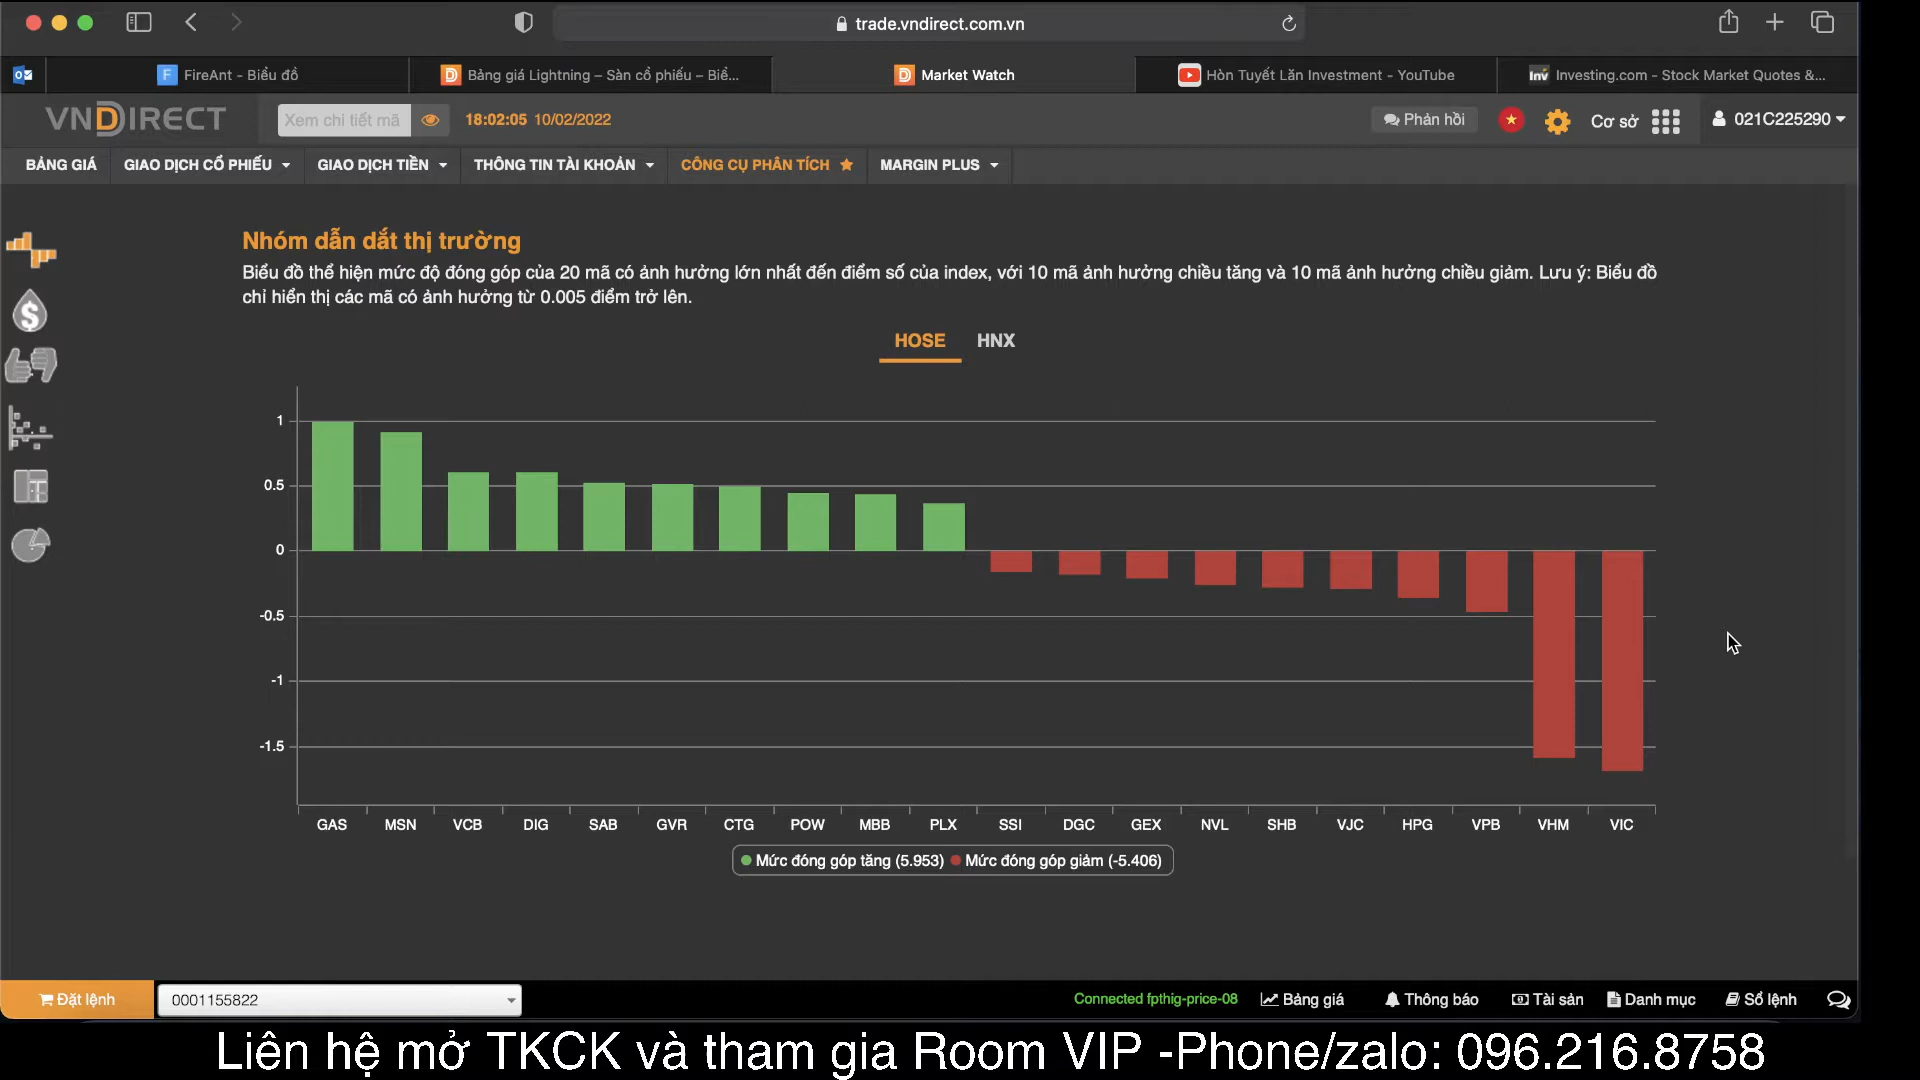 trade.vndirect.com.vn
FireAnt - Biểu đồ
Bảng giá Lightning – Sàn cổ phiếu – Biể...
Market Watch
Hòn Tuyết Lăn Investment - YouTube
Investing.com - Stock Market Quotes &...
VNDIRECT
Xem chi tiết mã
18:02:05 10/02/2022
Phản hồi
Cơ sở
021C225290
BẢNG GIÁ
GIAO DỊCH CỔ PHIẾU
GIAO DỊCH TIỀN
THÔNG TIN TÀI KHOẢN
CÔNG CỤ PHÂN TÍCH
MARGIN PLUS
Nhóm dẫn dắt thị trường
Biểu đồ thể hiện mức độ đóng góp của 20 mã có ảnh hưởng lớn nhất đến điểm số của index, với 10 mã ảnh hưởng chiều tăng và 10 mã ảnh hưởng chiều giảm. Lưu ý: Biểu đồ
chỉ hiển thị các mã có ảnh hưởng từ 0.005 điểm trở lên.
HOSE HNX
1
0.5
0
-0.5
-1
-1.5
GAS MSN VCB DIG SAB GVR CTG POW MBB PLX SSI DGC GEX NVL SHB VJC HPG VPB VHM VIC
Mức đóng góp tăng (5.953) Mức đóng góp giảm (-5.406)
Đặt lệnh
0001155822
Connected fpthig-price-08
Bảng giá
Thông báo
Tài sản
Danh mục
Sổ lệnh
Liên hệ mở TKCK và tham gia Room VIP -Phone/zalo: 096.216.8758